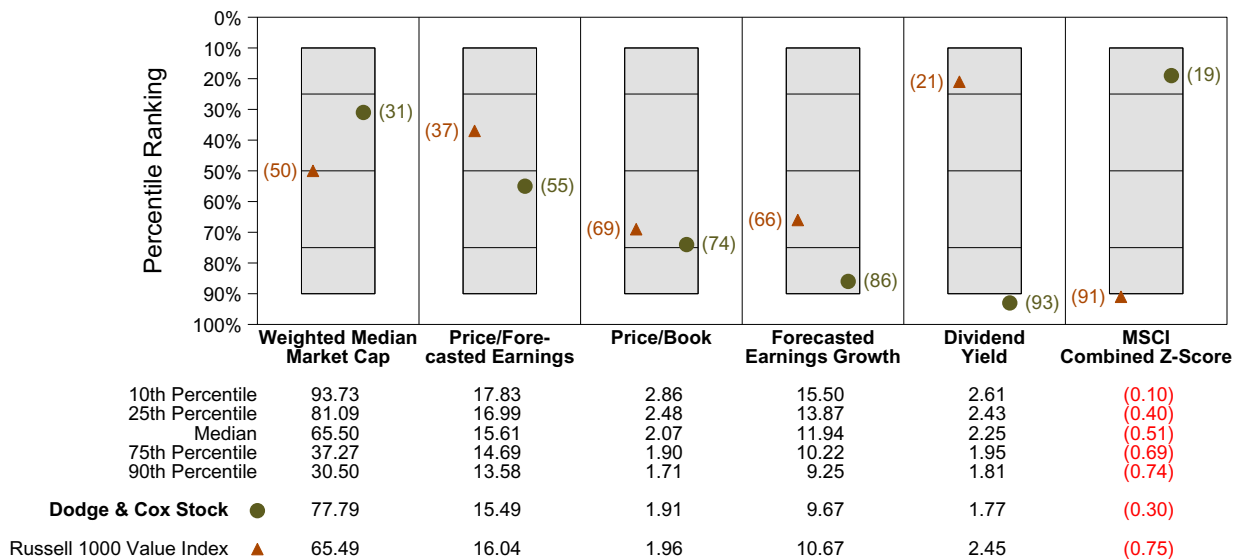 Percentile Ranking
0%
10%
20%
30%
40%
50%
60%
70%
80%
90%
100%
(50) (31)
(37) (55)
(69) (74)
(66) (86)
(21) (93)
(91) (19)
Weighted Median Market Cap
Price/Fore-
casted Earnings
Price/Book
Forecasted
Earnings Growth
Dividend
Yield
MSCI
Combined Z-Score
10th Percentile 93.73 17.83 2.86 15.50 2.61 (0.10)
25th Percentile 81.09 16.99 2.48 13.87 2.43 (0.40)
Median 65.50 15.61 2.07 11.94 2.25 (0.51)
75th Percentile 37.27 14.69 1.90 10.22 1.95 (0.69)
90th Percentile 30.50 13.58 1.71 9.25 1.81 (0.74)
Dodge & Cox Stock 77.79 15.49 1.91 9.67 1.77 (0.30)
Russell 1000 Value Index 65.49 16.04 1.96 10.67 2.45 (0.75)